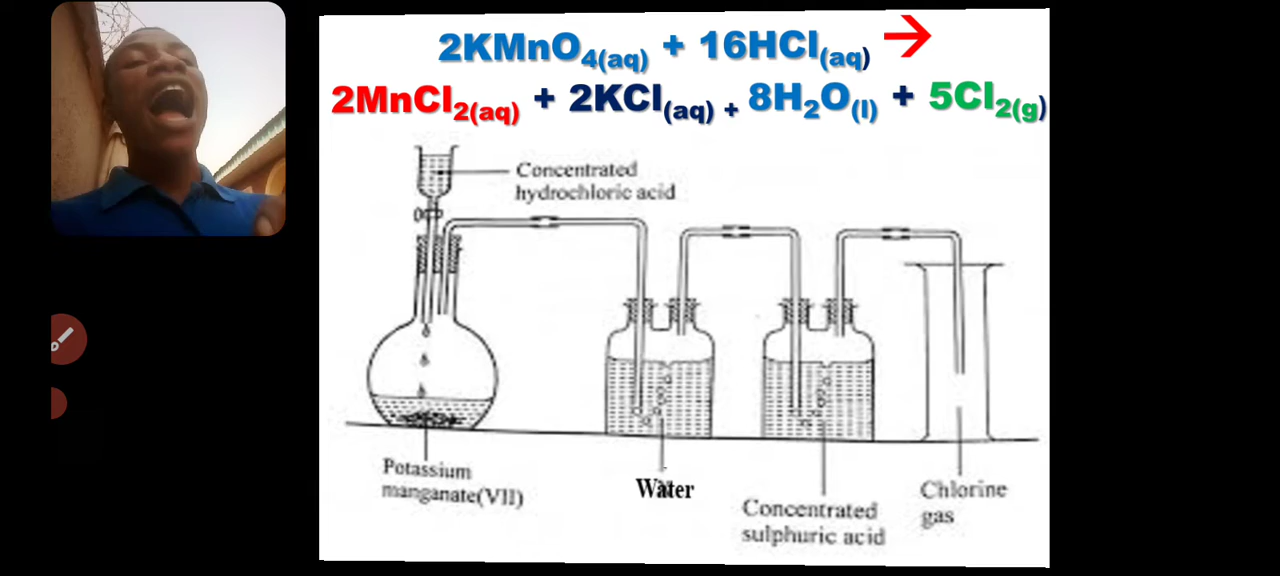 2KMnO₄(aq) + 16HCl(aq) →
2MnCl₂(aq) + 2KCl(aq) + 8H₂O(l) + 5Cl₂(g)
Concentrated
hydrochloric acid
Potassium
manganate(VII)
Water
Concentrated
sulphuric acid
Chlorine
gas